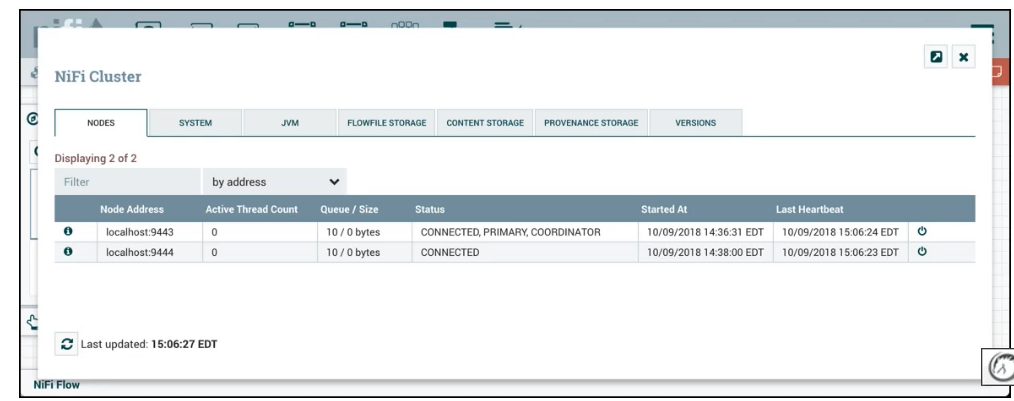 NiFi Cluster
NODES SYSTEM JVM FLOWFILE STORAGE CONTENT STORAGE PROVENANCE STORAGE VERSIONS
Displaying 2 of 2
Filter by address
Node Address Active Thread Count Queue / Size Status Started At Last Heartbeat
localhost:9443 0 10 / 0 bytes CONNECTED, PRIMARY, COORDINATOR 10/09/2018 14:36:31 EDT 10/09/2018 15:06:24 EDT
localhost:9444 0 10 / 0 bytes CONNECTED 10/09/2018 14:38:00 EDT 10/09/2018 15:06:23 EDT
Last updated: 15:06:27 EDT
NiFi Flow